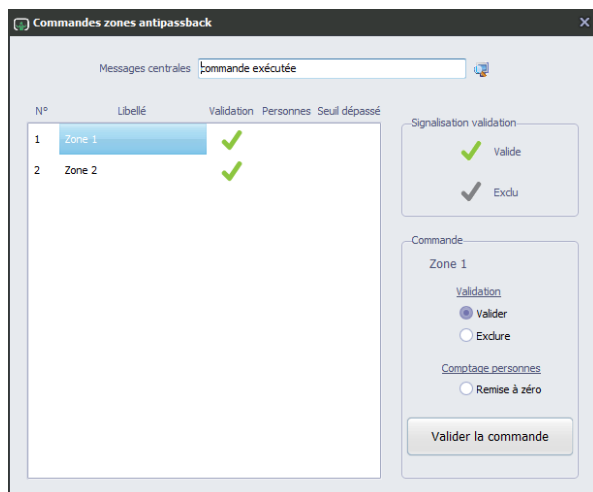 Commandes zones antipassback
Messages centrales commande exécutée
N° Libellé Validation Personnes Seuil dépassé
1 Zone 1
2 Zone 2
Signalisation validation
Valide
Exclu
Commande
Zone 1
Validation
Valider
Exclure
Comptage personnes
Remise à zéro
Valider la commande